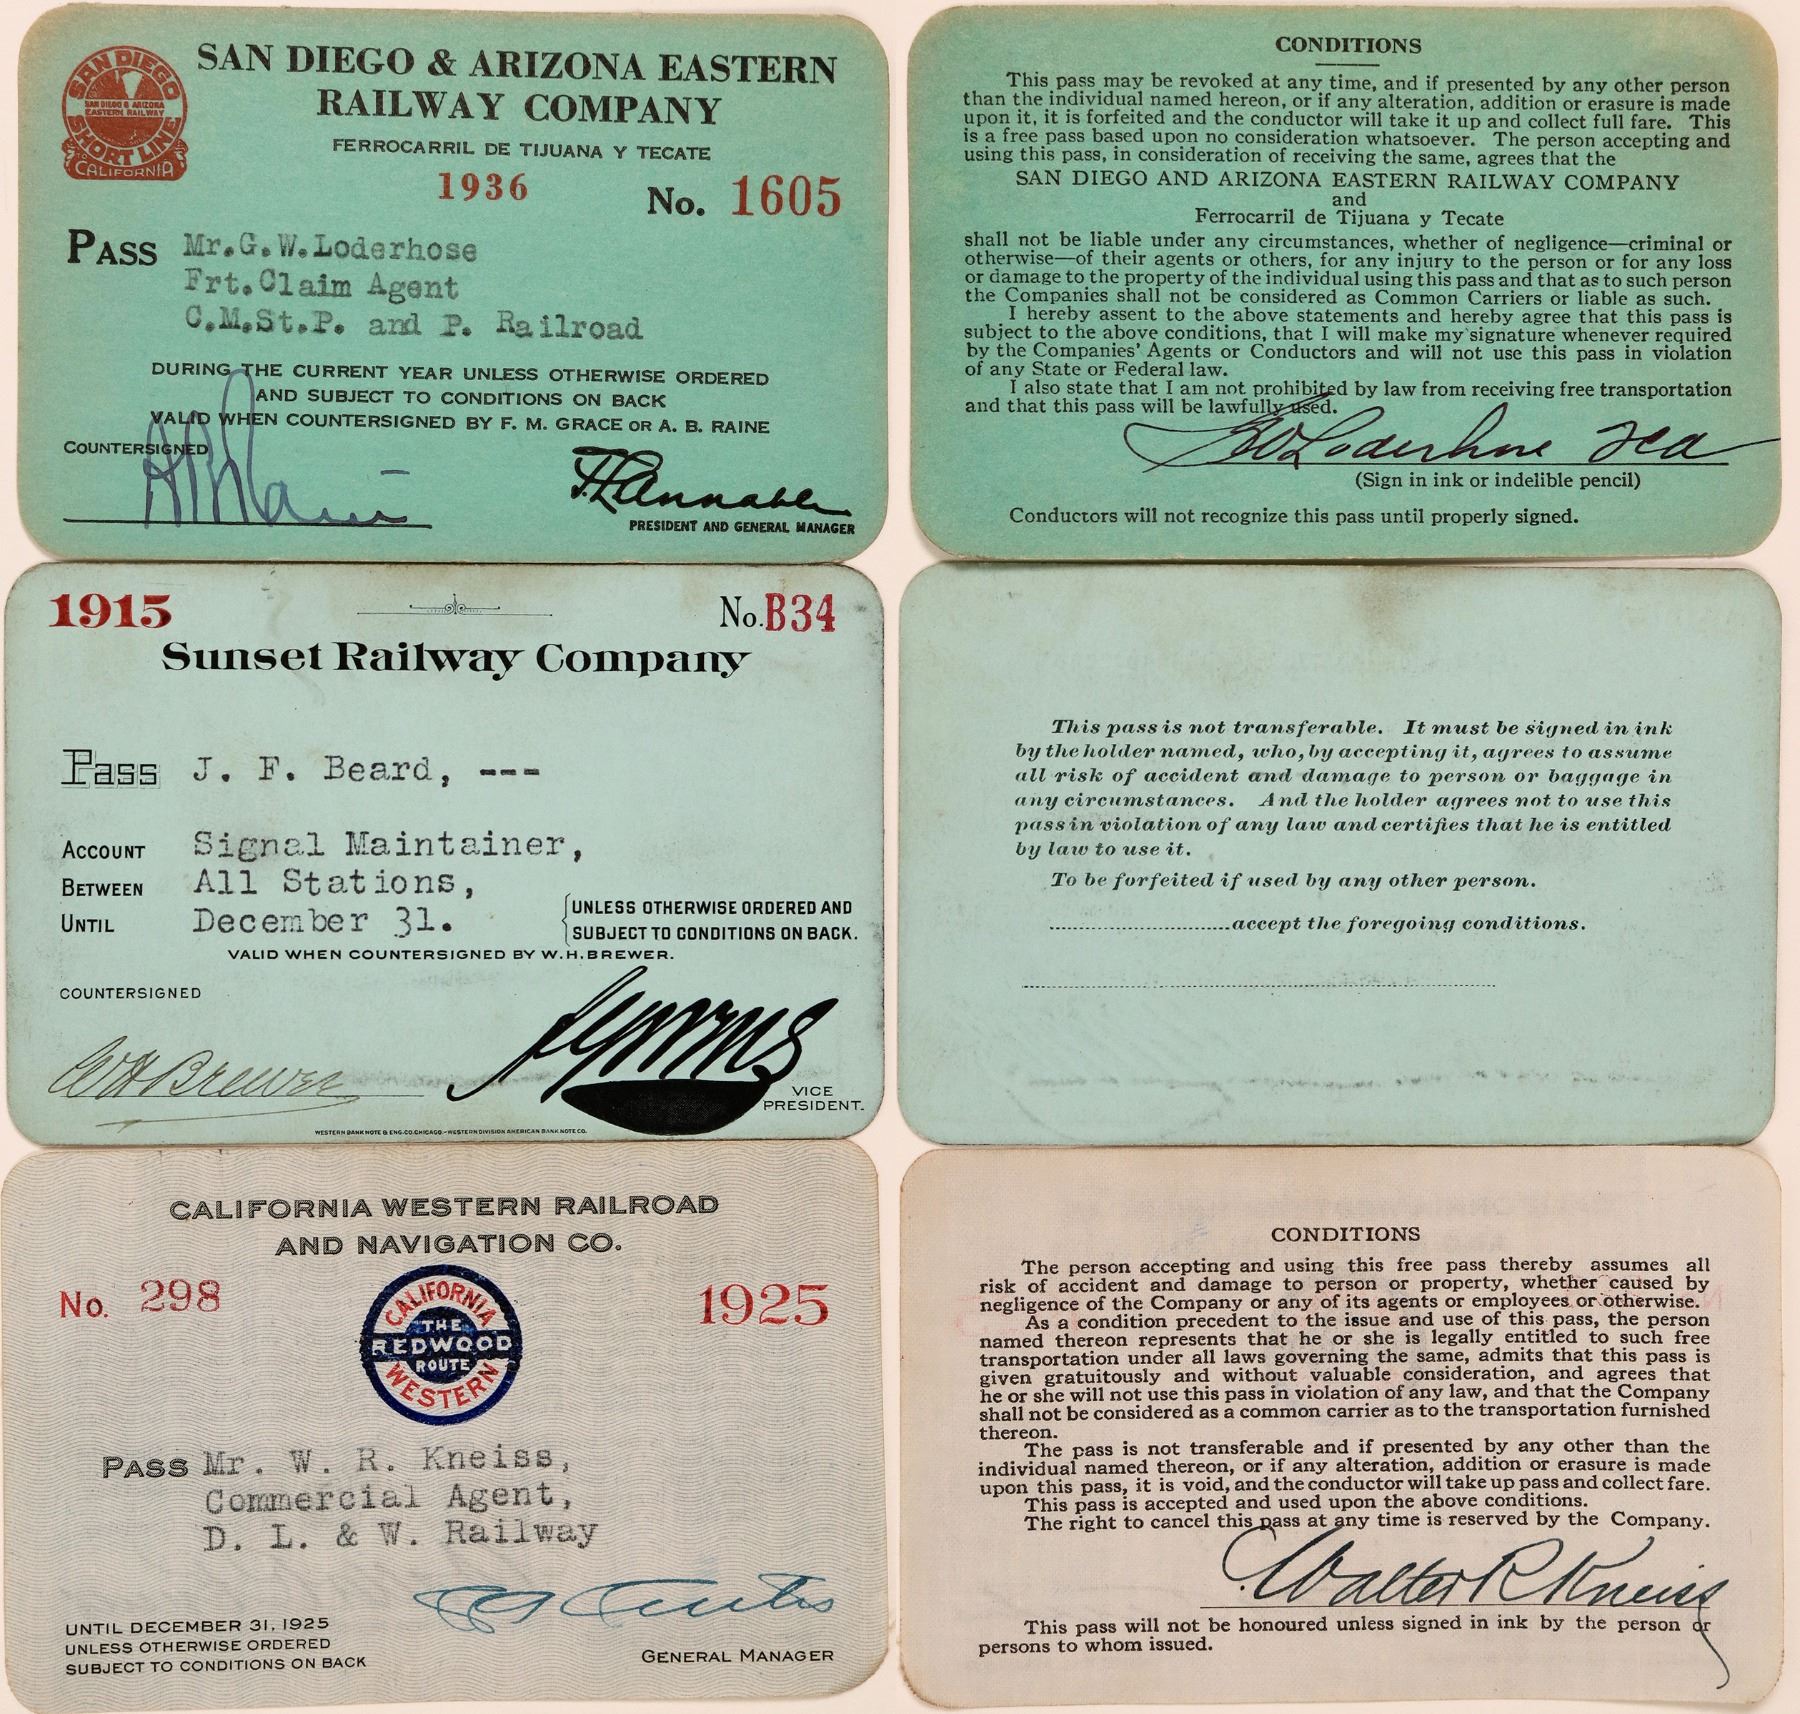 SAN DIEGO
SAN DIEGO & ARIZONA
EASTERN RAILWAY
SHORT LINE
TO
CALIFORNIA
SAN DIEGO & ARIZONA EASTERN
RAILWAY COMPANY
FERROCARRIL DE TIJUANA Y TECATE
1936
No. 1605
PASS Mr.G.W.Loderhose
Frt.Claim Agent
C.M.St.P. and P. Railroad
DURING THE CURRENT YEAR UNLESS OTHERWISE ORDERED
AND SUBJECT TO CONDITIONS ON BACK
VALID WHEN COUNTERSIGNED BY F. M. GRACE OR A. B. RAINE
COUNTERSIGNED
A B Raine
T L Annable
PRESIDENT AND GENERAL MANAGER
CONDITIONS
This pass may be revoked at any time, and if presented by any other person
than the individual named hereon, or if any alteration, addition or erasure is made
upon it, it is forfeited and the conductor will take it up and collect full fare. This
is a free pass based upon no consideration whatsoever. The person accepting and
using this pass, in consideration of receiving the same, agrees that the
SAN DIEGO AND ARIZONA EASTERN RAILWAY COMPANY
and
Ferrocarril de Tijuana y Tecate
shall not be liable under any circumstances, whether of negligence—criminal or
otherwise—of their agents or others, for any injury to the person or for any loss
or damage to the property of the individual using this pass and that as to such person
the Companies shall not be considered as Common Carriers or liable as such.
I hereby assent to the above statements and hereby agree that this pass is
subject to the above conditions, that I will make my signature whenever required
by the Companies' Agents or Conductors and will not use this pass in violation
of any State or Federal law.
I also state that I am not prohibited by law from receiving free transportation
and that this pass will be lawfully used.
GW Loderhose
(Sign in ink or indelible pencil)
Conductors will not recognize this pass until properly signed.
1915
No. B34
Sunset Railway Company
Pass J. F. Beard, ---
ACCOUNT Signal Maintainer,
BETWEEN All Stations,
UNTIL December 31.
UNLESS OTHERWISE ORDERED AND
SUBJECT TO CONDITIONS ON BACK.
VALID WHEN COUNTERSIGNED BY W.H.BREWER.
COUNTERSIGNED
WH Brewer
VICE
PRESIDENT.
WESTERN BANK NOTE & ENG.CO.CHICAGO.-WESTERN DIVISION AMERICAN BANK NOTE CO.
This pass is not transferable. It must be signed in ink
by the holder named, who, by accepting it, agrees to assume
all risk of accident and damage to person or baggage in
any circumstances. And the holder agrees not to use this
pass in violation of any law and certifies that he is entitled
by law to use it.
To be forfeited if used by any other person.
..............................accept the foregoing conditions.
CALIFORNIA WESTERN RAILROAD
AND NAVIGATION CO.
No. 298
1925
CALIFORNIA
THE
REDWOOD
ROUTE
WESTERN
PASS Mr. W. R. Kneiss,
Commercial Agent,
D. L. & W. Railway
UNTIL DECEMBER 31, 1925
UNLESS OTHERWISE ORDERED
SUBJECT TO CONDITIONS ON BACK
GENERAL MANAGER
CONDITIONS
The person accepting and using this free pass thereby assumes all
risk of accident and damage to person or property, whether caused by
negligence of the Company or any of its agents or employees or otherwise.
As a condition precedent to the issue and use of this pass, the person
named thereon represents that he or she is legally entitled to such free
transportation under all laws governing the same, admits that this pass is
given gratuitously and without valuable consideration, and agrees that
he or she will not use this pass in violation of any law, and that the Company
shall not be considered as a common carrier as to the transportation furnished
thereon.
The pass is not transferable and if presented by any other than the
individual named thereon, or if any alteration, addition or erasure is made
upon this pass, it is void, and the conductor will take up pass and collect fare.
This pass is accepted and used upon the above conditions.
The right to cancel this pass at any time is reserved by the Company.
Walter R Kneiss
This pass will not be honoured unless signed in ink by the person or
persons to whom issued.